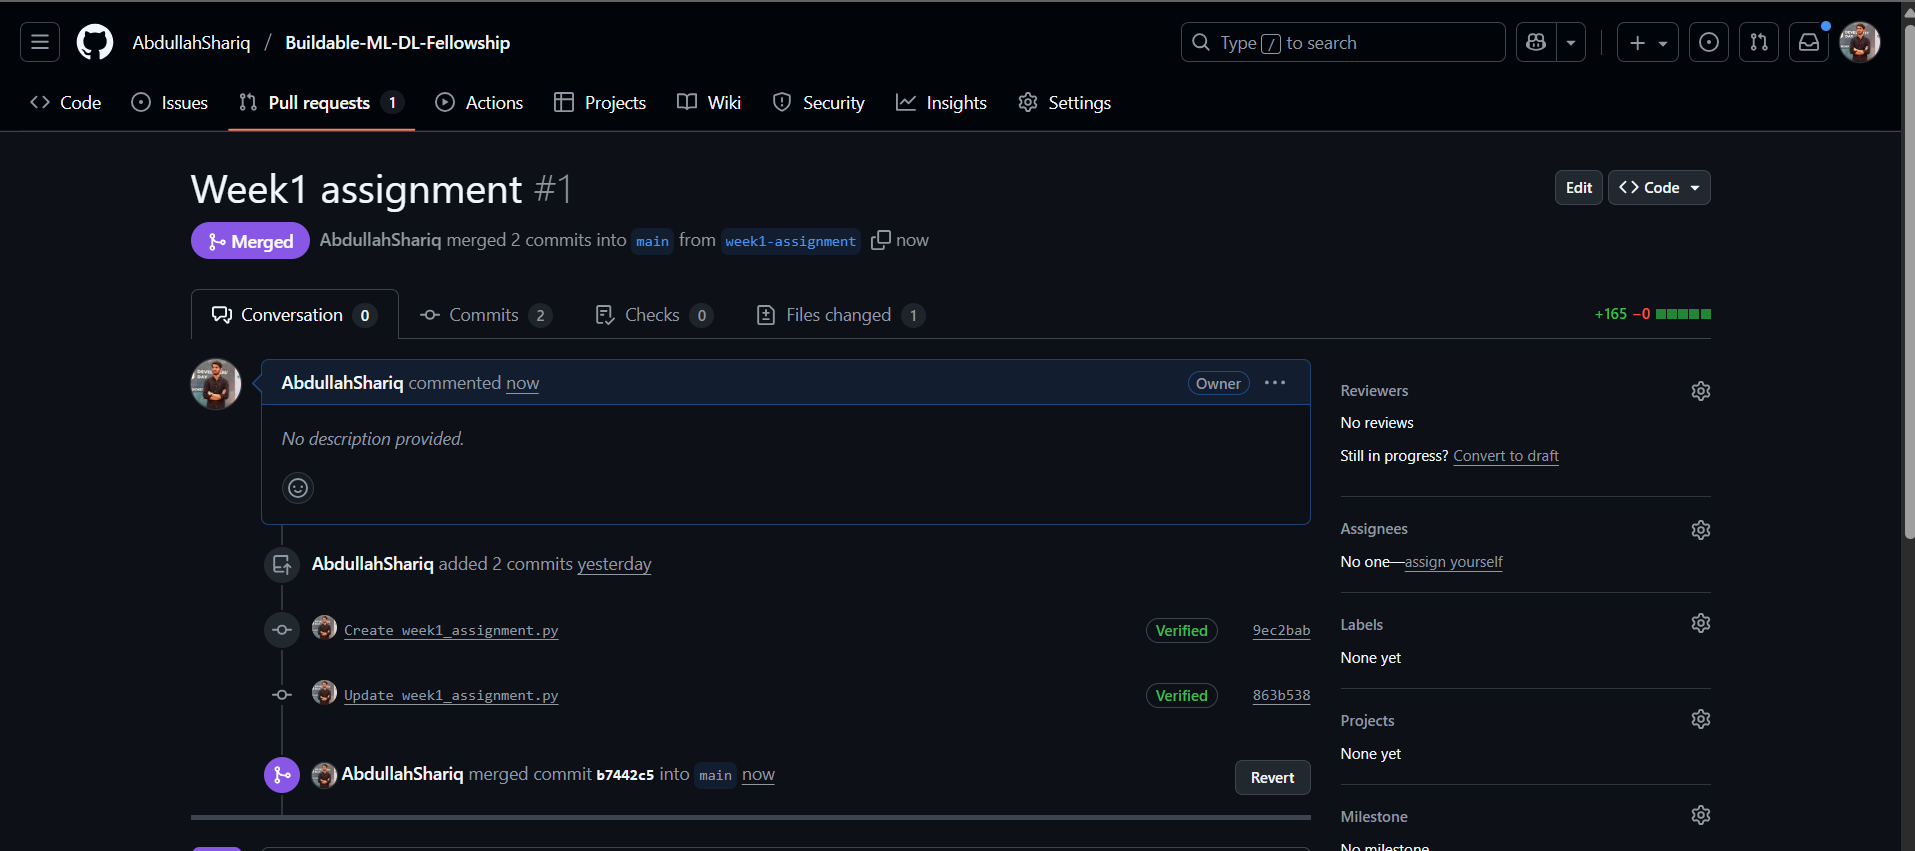 AbdullahShariq / Buildable-ML-DL-Fellowship
Type / to search
Code
Issues
Pull requests 1
Actions
Projects
Wiki
Security
Insights
Settings
Week1 assignment #1
Edit
Code
Merged
AbdullahShariq merged 2 commits into main from week1-assignment now
Conversation 0
Commits 2
Checks 0
Files changed 1
+165 −0
AbdullahShariq commented now
Owner
No description provided.
AbdullahShariq added 2 commits yesterday
Create week1_assignment.py
Verified
9ec2bab
Update week1_assignment.py
Verified
863b538
AbdullahShariq merged commit b7442c5 into main now
Revert
Reviewers
No reviews
Still in progress? Convert to draft
Assignees
No one—assign yourself
Labels
None yet
Projects
None yet
Milestone
No milestone